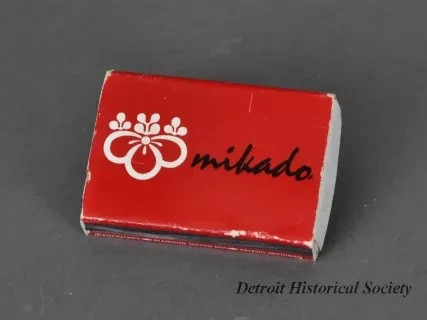 mikado
Detroit Historical Society